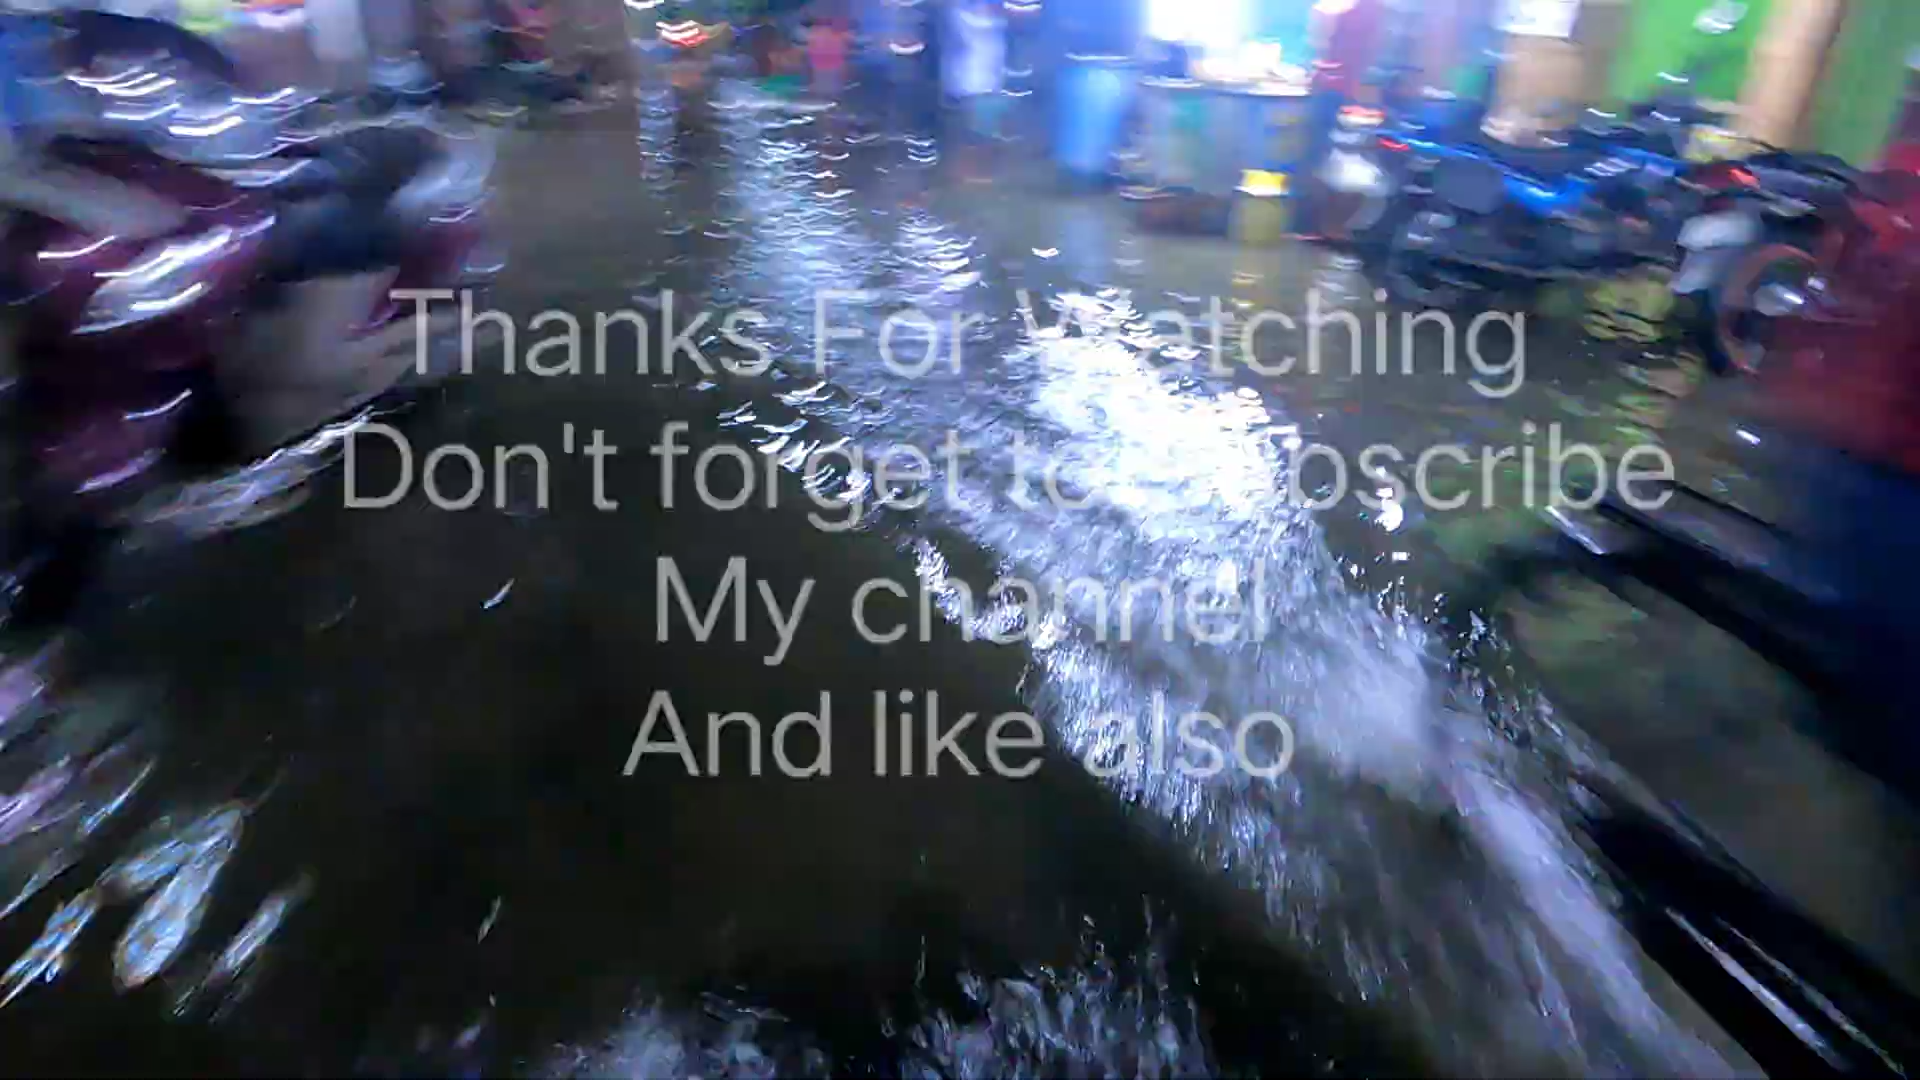 Thanks For Watching
Don't forget to subscribe
My channel
And like also